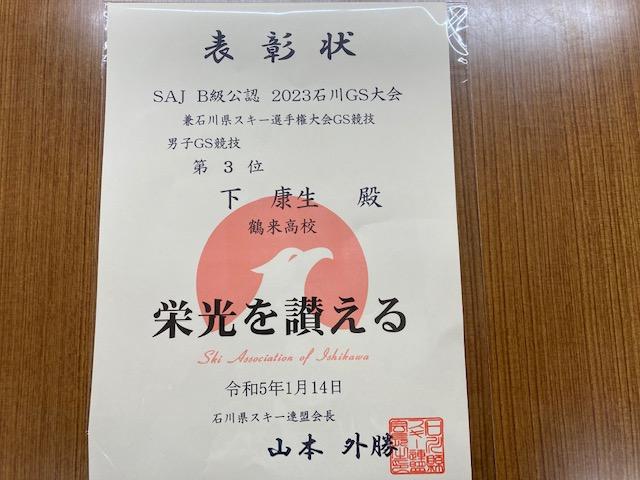 表彰状
SAJ B級公認 2023石川GS大会
兼石川県スキー選手権大会GS競技
男子GS競技
第 3 位
下 康生 殿
鶴来高校
栄光を讃える
Ski Association of Ishikawa
令和5年1月14日
石川県スキー連盟会長
山本 外勝